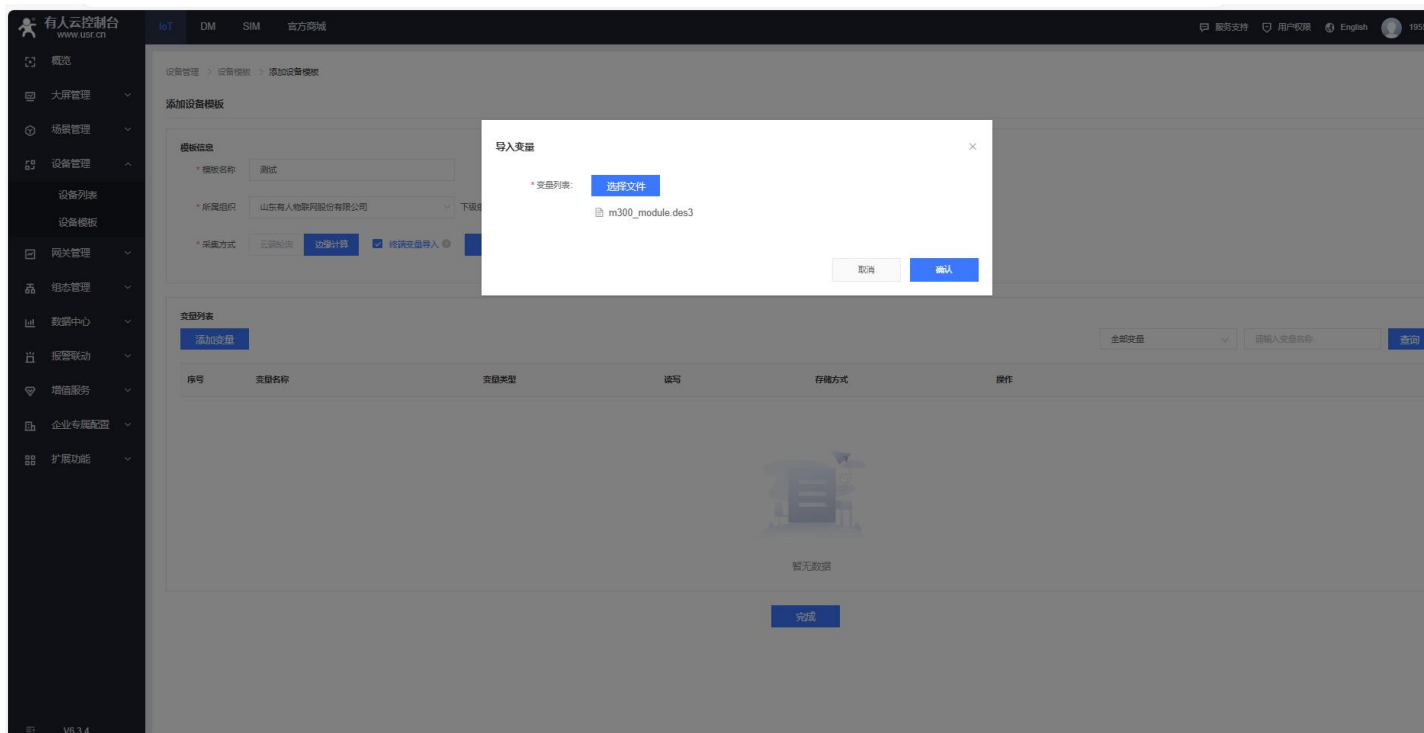 有人云控制台
www.usr.cn
IoT DM SIM 官方商城
服务支持 用户权限 English 1955
概览
大屏管理
场景管理
设备管理
设备列表
设备模板
网关管理
组态管理
数据中心
报警联动
增值服务
企业专属配置
扩展功能
V6.3.4
设备管理 > 设备模板 > 添加设备模板
添加设备模板
模板信息
* 模板名称 测试
* 所属组织 山东有人物联网股份有限公司 下级
* 采集方式 云端轮询 边缘计算 终端变量导入
导入变量
* 变量列表: 选择文件
m300_module.des3
取消 确认
变量列表
添加变量 全部变量 请输入变量名称 查询
序号 变量名称 变量类型 读写 存储方式 操作
暂无数据
完成